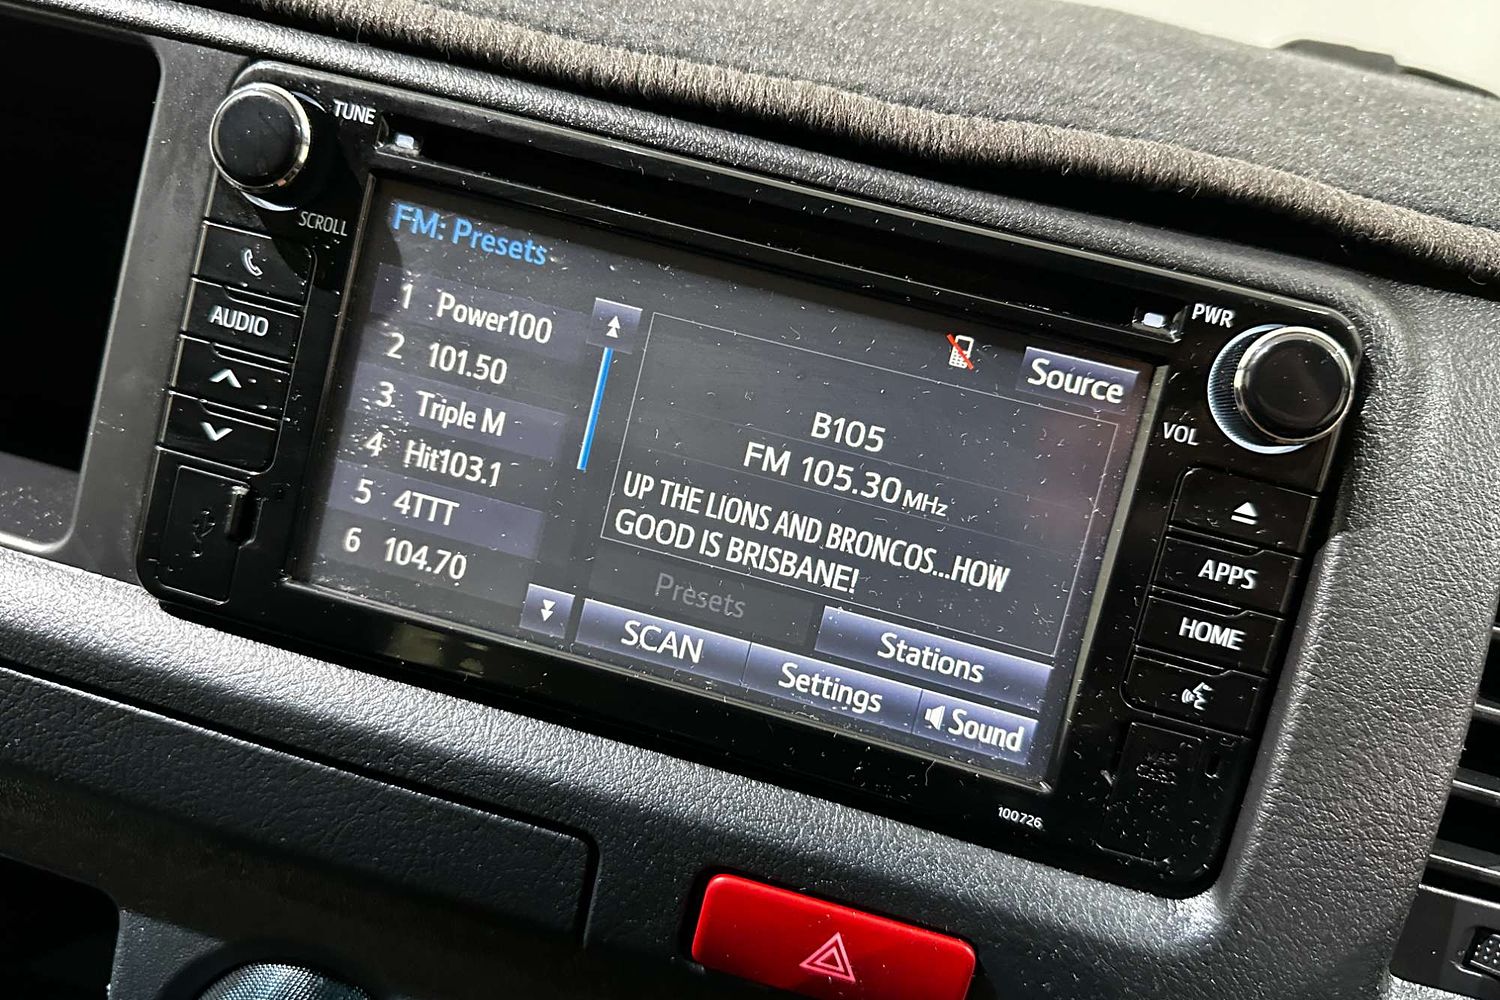 TUNE
SCROLL
AUDIO
FM: Presets
1 Power100
2 101.50
3 Triple M
4 Hit103.1
5 4TTT
6 104.70
Source
B105
FM 105.30 MHz
UP THE LIONS AND BRONCOS...HOW
GOOD IS BRISBANE!
Presets
Stations
SCAN
Settings
Sound
PWR
VOL
APPS
HOME
100726